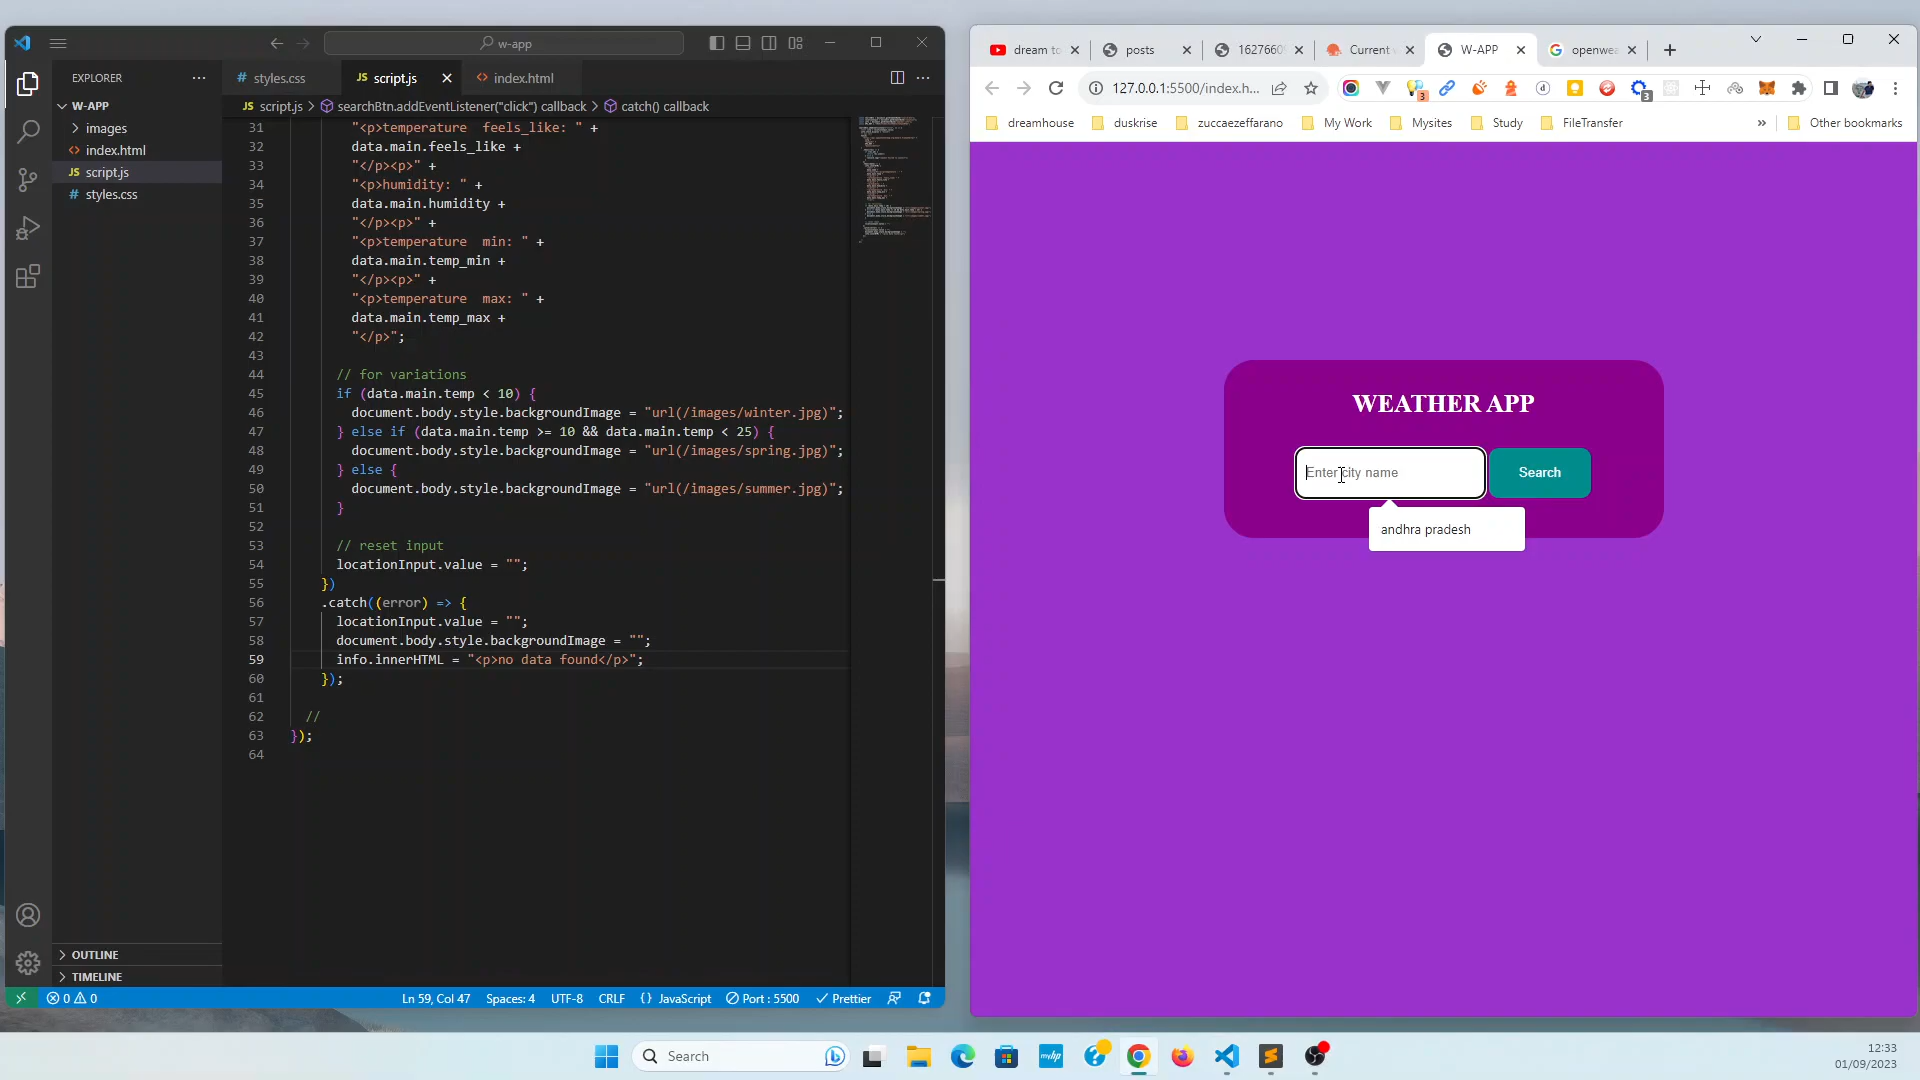 w-app
EXPLORER
W-APP
images
index.html
JS script.js
# styles.css
OUTLINE
TIMELINE
# styles.css
JS script.js
index.html
JS script.js > searchBtn.addEventListener("click") callback > catch() callback
31 "<p>temperature  feels_like: " +
32 data.main.feels_like +
33 "</p><p>" +
34 "<p>humidity: " +
35 data.main.humidity +
36 "</p><p>" +
37 "<p>temperature  min: " +
38 data.main.temp_min +
39 "</p><p>" +
40 "<p>temperature  max: " +
41 data.main.temp_max +
42 "</p>";
43
44 // for variations
45 if (data.main.temp < 10) {
46 document.body.style.backgroundImage = "url(/images/winter.jpg)";
47 } else if (data.main.temp >= 10 && data.main.temp < 25) {
48 document.body.style.backgroundImage = "url(/images/spring.jpg)";
49 } else {
50 document.body.style.backgroundImage = "url(/images/summer.jpg)";
51 }
52
53 // reset input
54 locationInput.value = "";
55 })
56 .catch((error) => {
57 locationInput.value = "";
58 document.body.style.backgroundImage = "";
59 info.innerHTML = "<p>no data found</p>";
60 });
61
62 //
63 });
64
0 0
Ln 59, Col 47
Spaces: 4
UTF-8
CRLF
{} JavaScript
Port : 5500
Prettier
dream to
posts
Current
W-APP
openwea
127.0.0.1:5500/index.h...
dreamhouse
duskrise
zuccaezeffarano
My Work
Mysites
Study
FileTransfer
»
Other bookmarks
WEATHER APP
Enter city name
Search
andhra pradesh
Search
12:33
01/09/2023